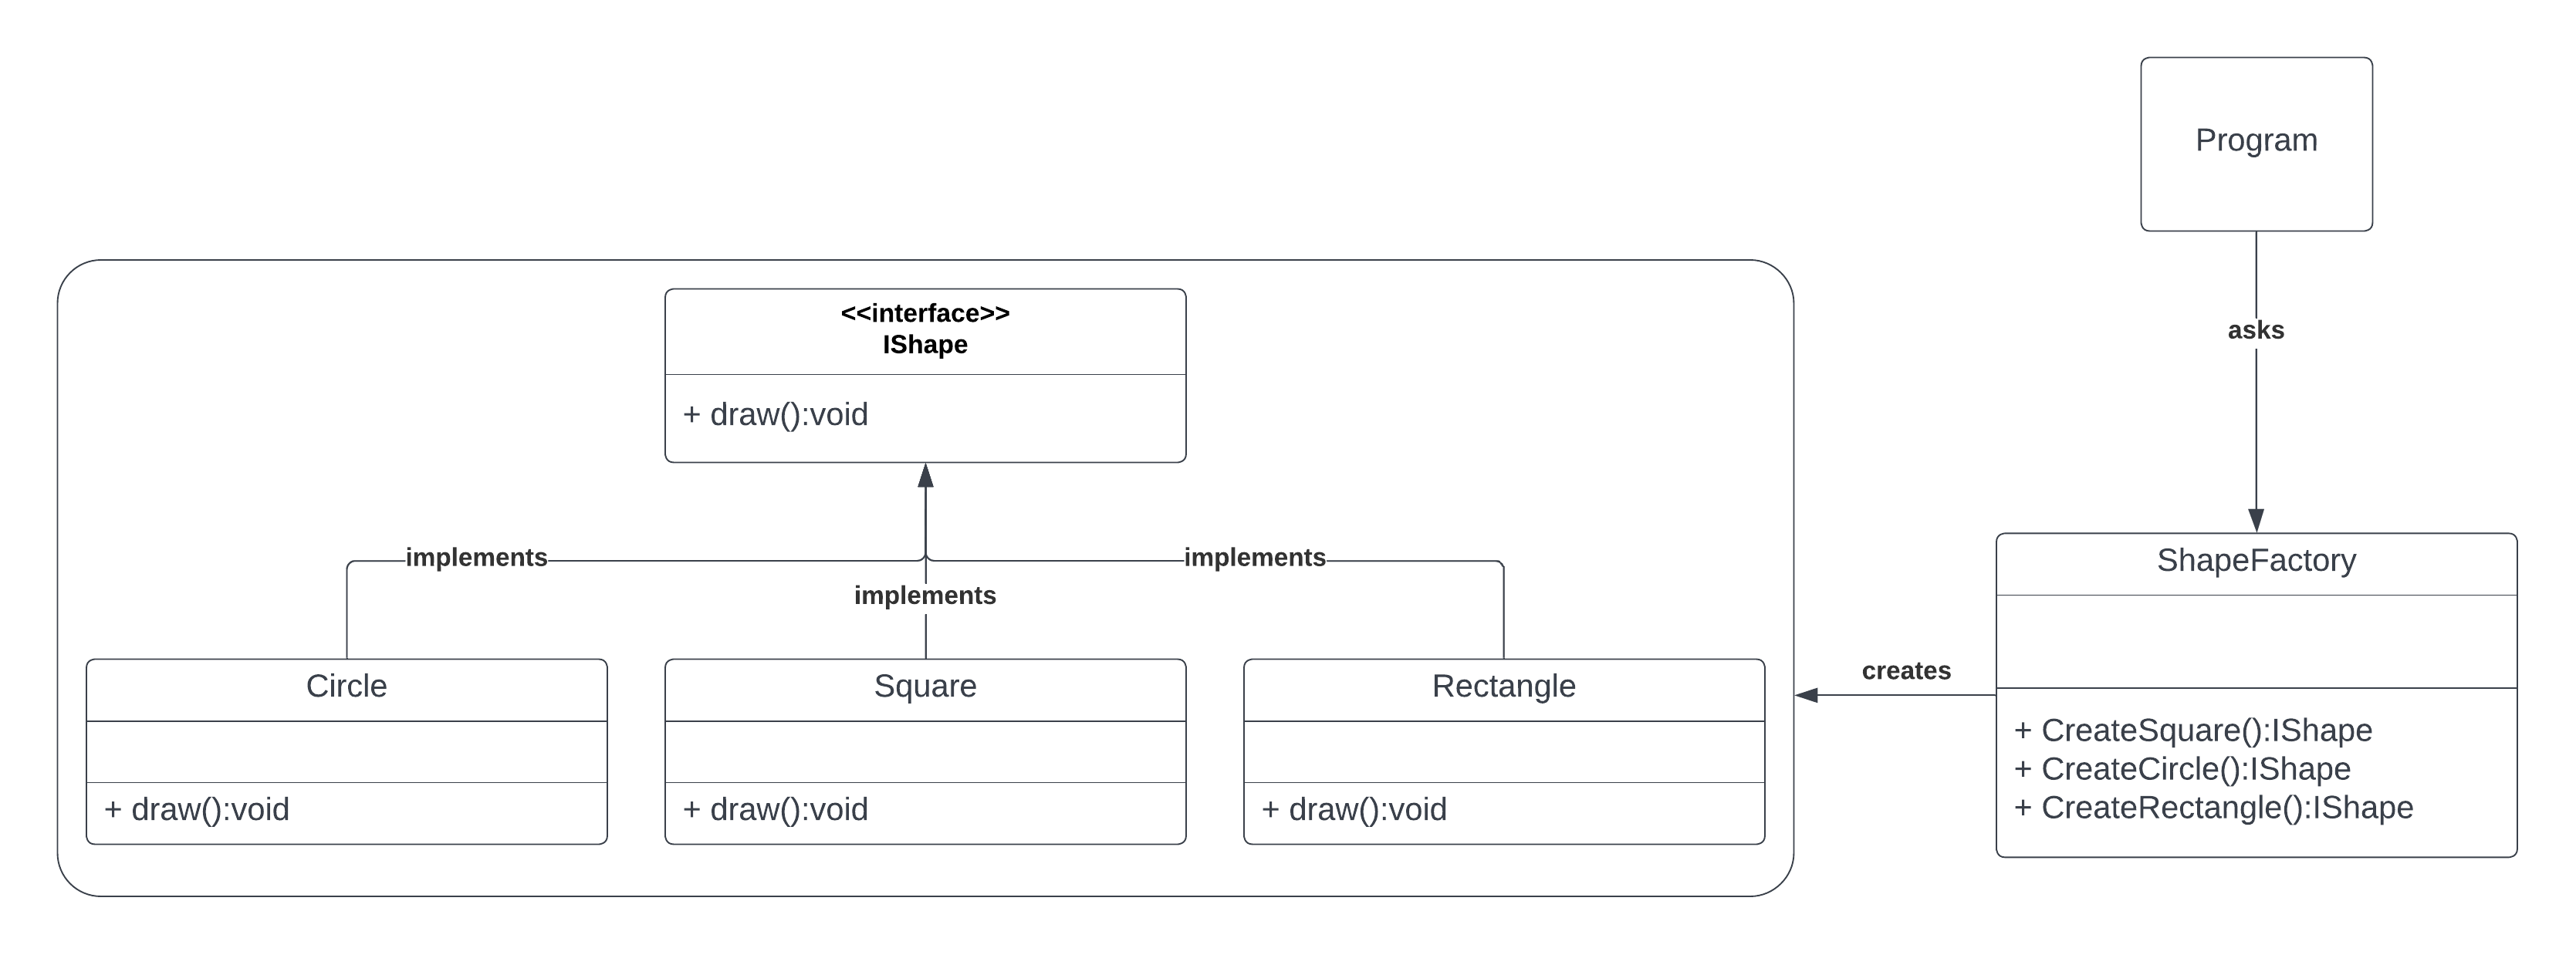 Program
asks
<<interface>>
IShape
+ draw():void
implements
implements
implements
Circle
+ draw():void
Square
+ draw():void
Rectangle
+ draw():void
creates
ShapeFactory
+ CreateSquare():IShape
+ CreateCircle():IShape
+ CreateRectangle():IShape